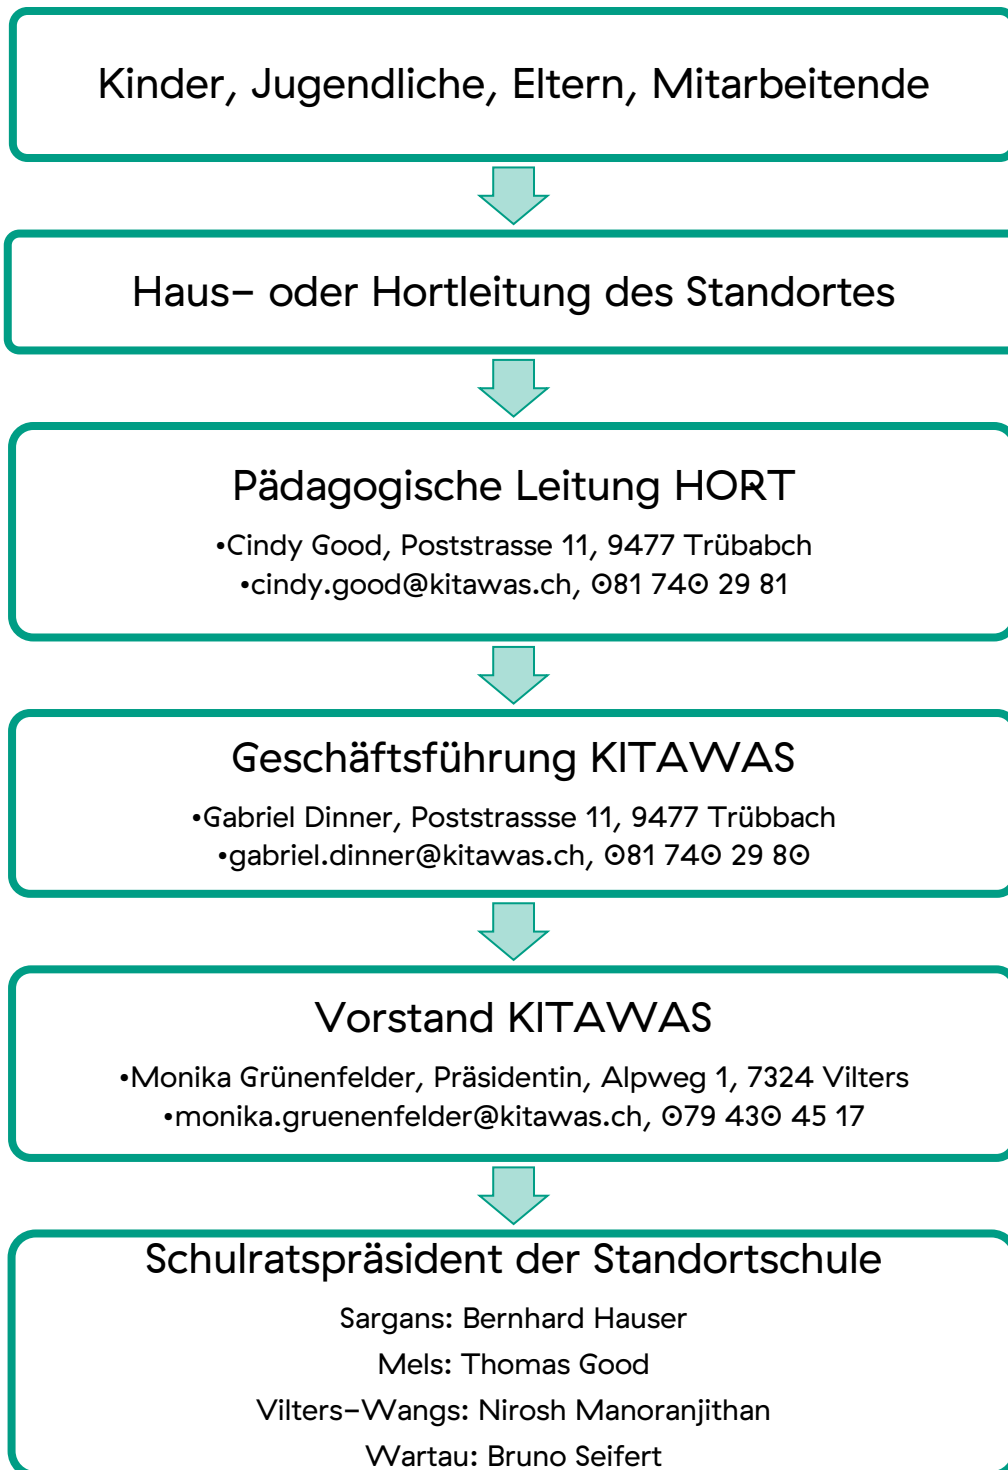 Kinder, Jugendliche, Eltern, Mitarbeitende
Haus- oder Hortleitung des Standortes
Pädagogische Leitung HORT
•Cindy Good, Poststrasse 11, 9477 Trübabch
•cindy.good@kitawas.ch, 081 740 29 81
Geschäftsführung KITAWAS
•Gabriel Dinner, Poststrassse 11, 9477 Trübbach
•gabriel.dinner@kitawas.ch, 081 740 29 80
Vorstand KITAWAS
•Monika Grünenfelder, Präsidentin, Alpweg 1, 7324 Vilters
•monika.gruenenfelder@kitawas.ch, 079 430 45 17
Schulratspräsident der Standortschule
Sargans: Bernhard Hauser
Mels: Thomas Good
Vilters-Wangs: Nirosh Manoranjithan
Wartau: Bruno Seifert